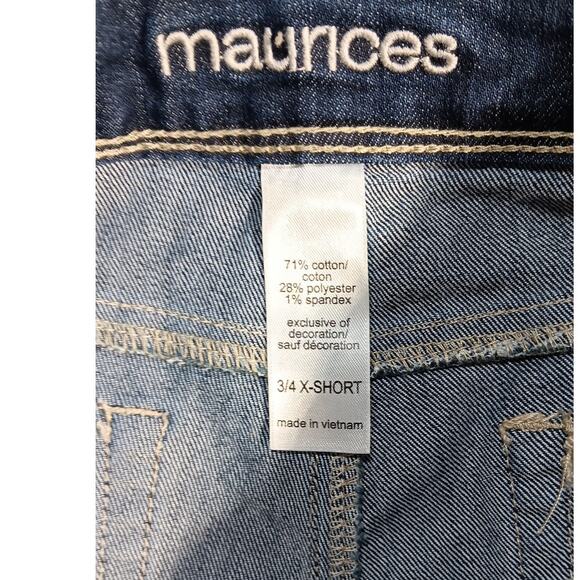 maurices
71% cotton/
coton
28% polyester
1% spandex
exclusive of
decoration/
sauf décoration
3/4 X-SHORT
made in vietnam